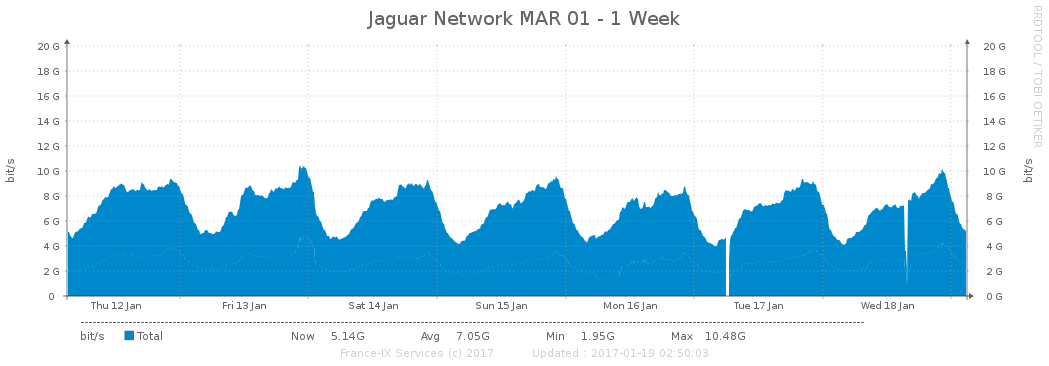 Jaguar Network MAR 01 - 1 Week
RRDTOOL / TOBI OETIKER
bit/s
bit/s
20 G 20 G
18 G 18 G
16 G 16 G
14 G 14 G
12 G 12 G
10 G 10 G
8 G 8 G
6 G 6 G
4 G 4 G
2 G 2 G
0 0 G
Thu 12 Jan Fri 13 Jan Sat 14 Jan Sun 15 Jan Mon 16 Jan Tue 17 Jan Wed 18 Jan
bit/s Total Now 5.14G Avg 7.05G Min 1.95G Max 10.48G
France-IX Services (c) 2017 Updated : 2017-01-19 02:50:03